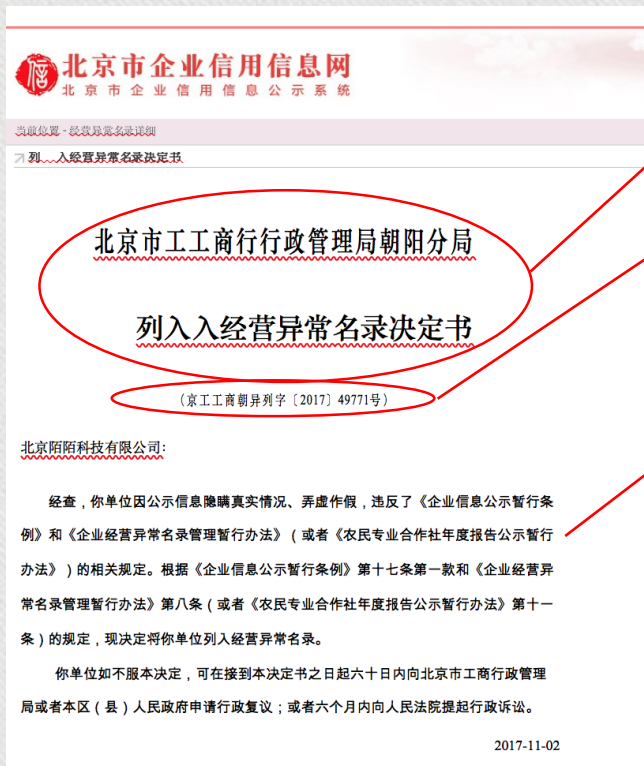 信
北京市企业信用信息网
北京市企业信用信息公示系统
当前位置 - 经营异常名录详细
列 入经营异常名录决定书
北京市工工商行行政管理局朝阳分局
列入入经营异常名录决定书
（京工工商朝异列字〔2017〕49771号）
北京陌陌科技有限公司：
经查，你单位因公示信息隐瞒真实情况、弄虚作假，违反了《企业信息公示暂行条
例》和《企业经营异常名录管理暂行办法》（或者《农民专业合作社年度报告公示暂行
办法》）的相关规定。根据《企业信息公示暂行条例》第十七条第一款和《企业经营异
常名录管理暂行办法》第八条（或者《农民专业合作社年度报告公示暂行办法》第十一
条）的规定，现决定将你单位列入经营异常名录。
你单位如不服本决定，可在接到本决定书之日起六十日内向北京市工商行政管理
局或者本区（县）人民政府申请行政复议；或者六个月内向人民法院提起行政诉讼。
2017-11-02